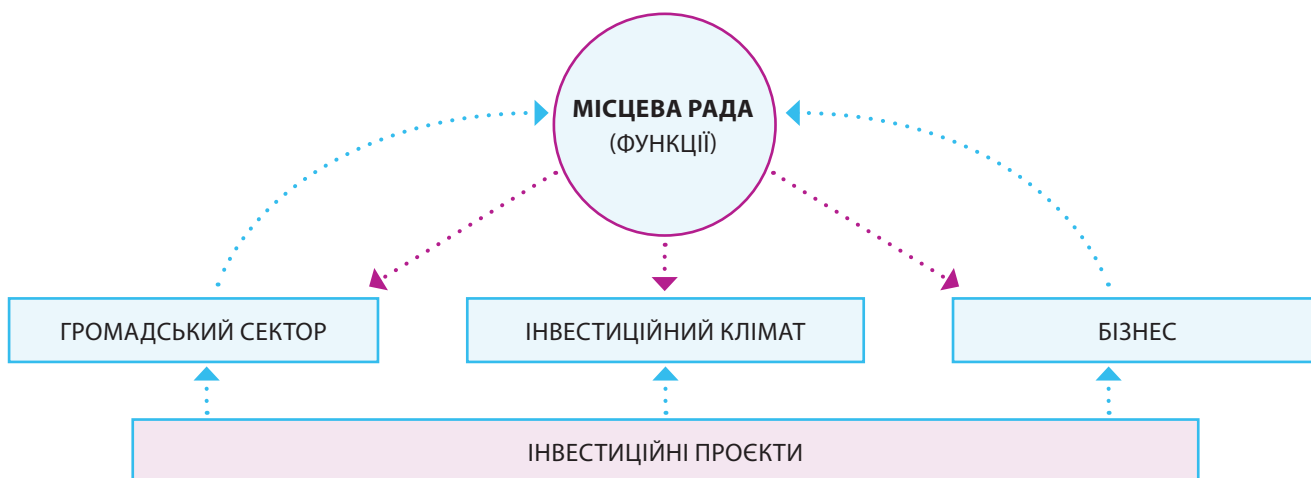 МІСЦЕВА РАДА
(ФУНКЦІЇ)
ГРОМАДСЬКИЙ СЕКТОР
ІНВЕСТИЦІЙНИЙ КЛІМАТ
БІЗНЕС
ІНВЕСТИЦІЙНІ ПРОЄКТИ